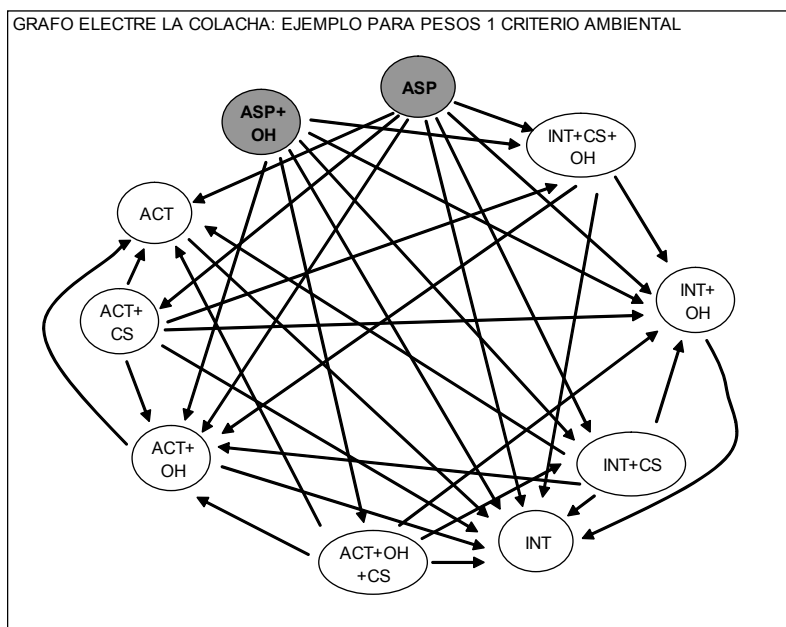 GRAFO ELECTRE LA COLACHA: EJEMPLO PARA PESOS 1 CRITERIO AMBIENTAL
ASP
ASP+
OH
INT+CS+
OH
ACT
INT+
OH
ACT+
CS
ACT+
OH
INT+CS
INT
ACT+OH
+CS